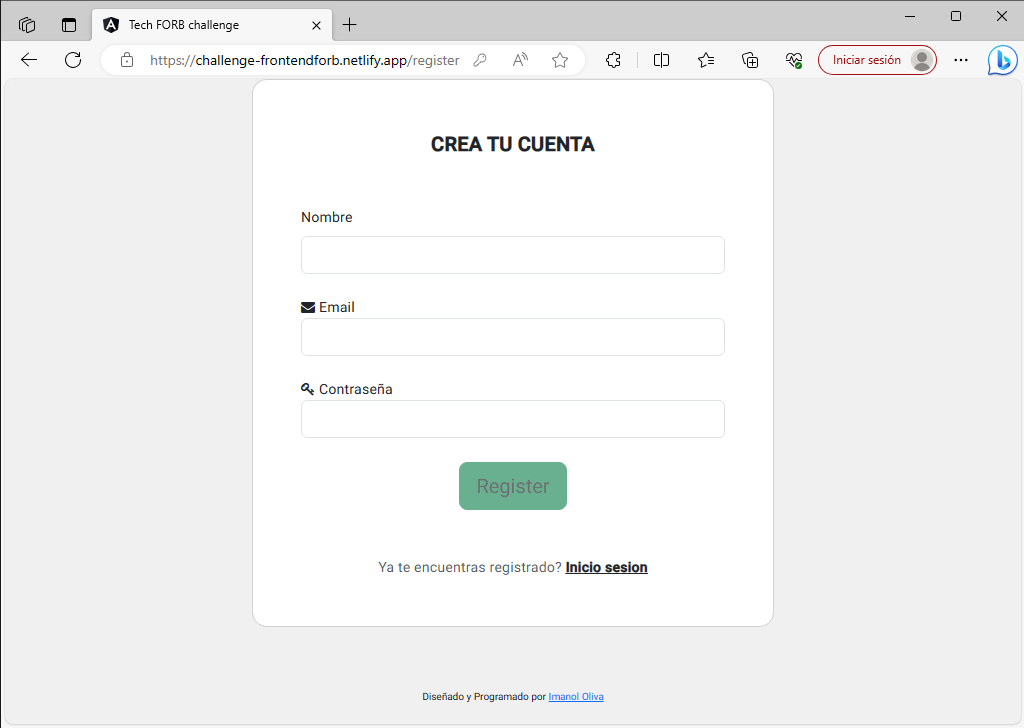 Tech FORB challenge
https://challenge-frontendforb.netlify.app/register
Iniciar sesión
CREA TU CUENTA
Nombre
Email
Contraseña
Register
Ya te encuentras registrado? Inicio sesion
Diseñado y Programado por Imanol Oliva